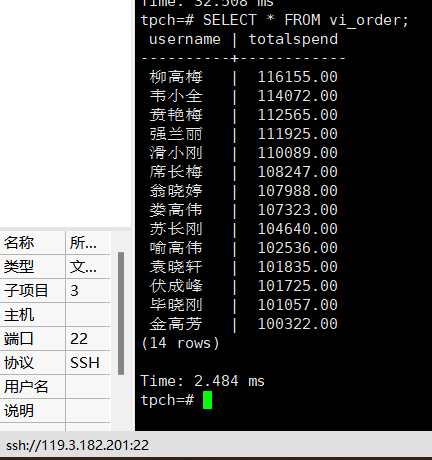 Time: 32.508 ms
tpch=# SELECT * FROM vi_order;
username | totalspend
----------+------------
柳高梅 | 116155.00
韦小全 | 114072.00
贲艳梅 | 112565.00
强兰丽 | 111925.00
滑小刚 | 110089.00
席长梅 | 108247.00
翁晓婷 | 107988.00
娄高伟 | 107323.00
苏长刚 | 104640.00
喻高伟 | 102536.00
袁晓轩 | 101835.00
伏成峰 | 101725.00
毕晓刚 | 101057.00
金高芳 | 100322.00
(14 rows)
Time: 2.484 ms
tpch=#
名称 所...
类型 文...
子项目 3
主机
端口 22
协议 SSH
用户名
说明
ssh://119.3.182.201:22